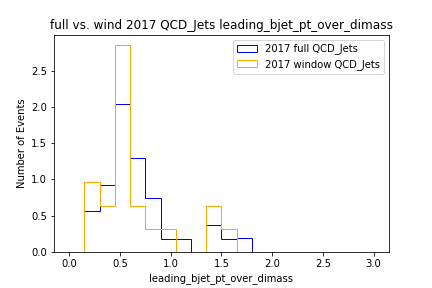 full vs. wind 2017 QCD_Jets leading_bjet_pt_over_dimass
2017 full QCD_Jets
2017 window QCD_Jets
Number of Events
2.5
2.0
1.5
1.0
0.5
0.0
0.0 0.5 1.0 1.5 2.0 2.5 3.0
leading_bjet_pt_over_dimass